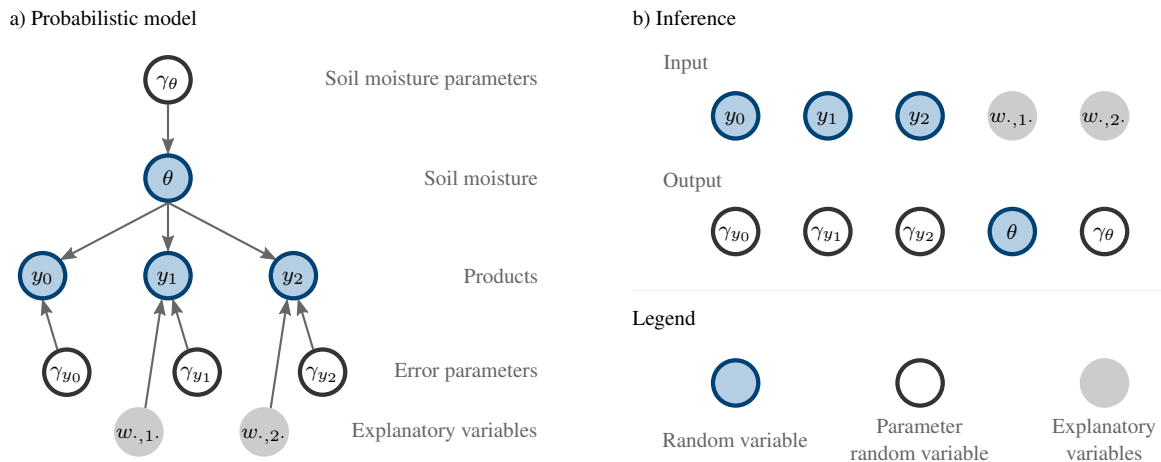 a) Probabilistic model
γθ
Soil moisture parameters
θ
Soil moisture
y0 y1 y2
Products
γy0 γy1 γy2
Error parameters
w·,1· w·,2·
Explanatory variables
b) Inference
Input
y0 y1 y2 w·,1· w·,2·
Output
γy0 γy1 γy2 θ γθ
Legend
Random variable
Parameter
random variable
Explanatory
variables